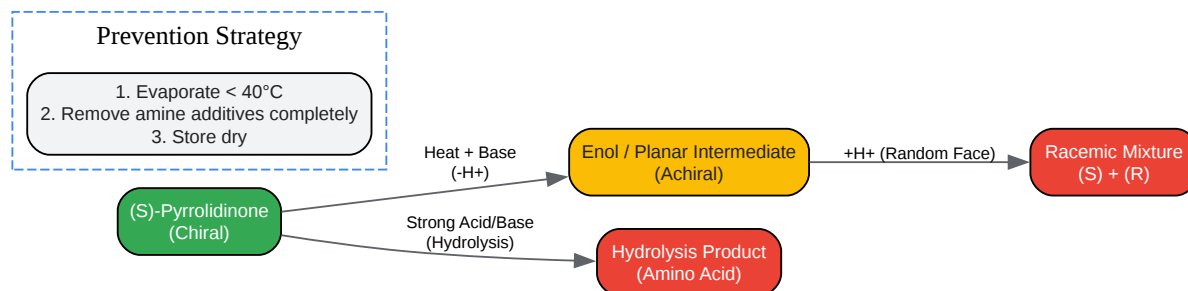 Prevention Strategy
1. Evaporate < 40°C
2. Remove amine additives completely
3. Store dry
(S)-Pyrrolidinone
(Chiral)
Heat + Base
(-H+)
Enol / Planar Intermediate
(Achiral)
+H+ (Random Face)
Racemic Mixture
(S) + (R)
Strong Acid/Base
(Hydrolysis)
Hydrolysis Product
(Amino Acid)